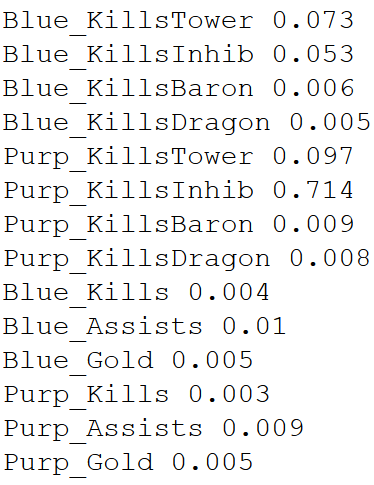 Blue_KillsTower 0.073
Blue_KillsInhib 0.053
Blue_KillsBaron 0.006
Blue_KillsDragon 0.005
Purp_KillsTower 0.097
Purp_KillsInhib 0.714
Purp_KillsBaron 0.009
Purp_KillsDragon 0.008
Blue_Kills 0.004
Blue_Assists 0.01
Blue_Gold 0.005
Purp_Kills 0.003
Purp_Assists 0.009
Purp_Gold 0.005